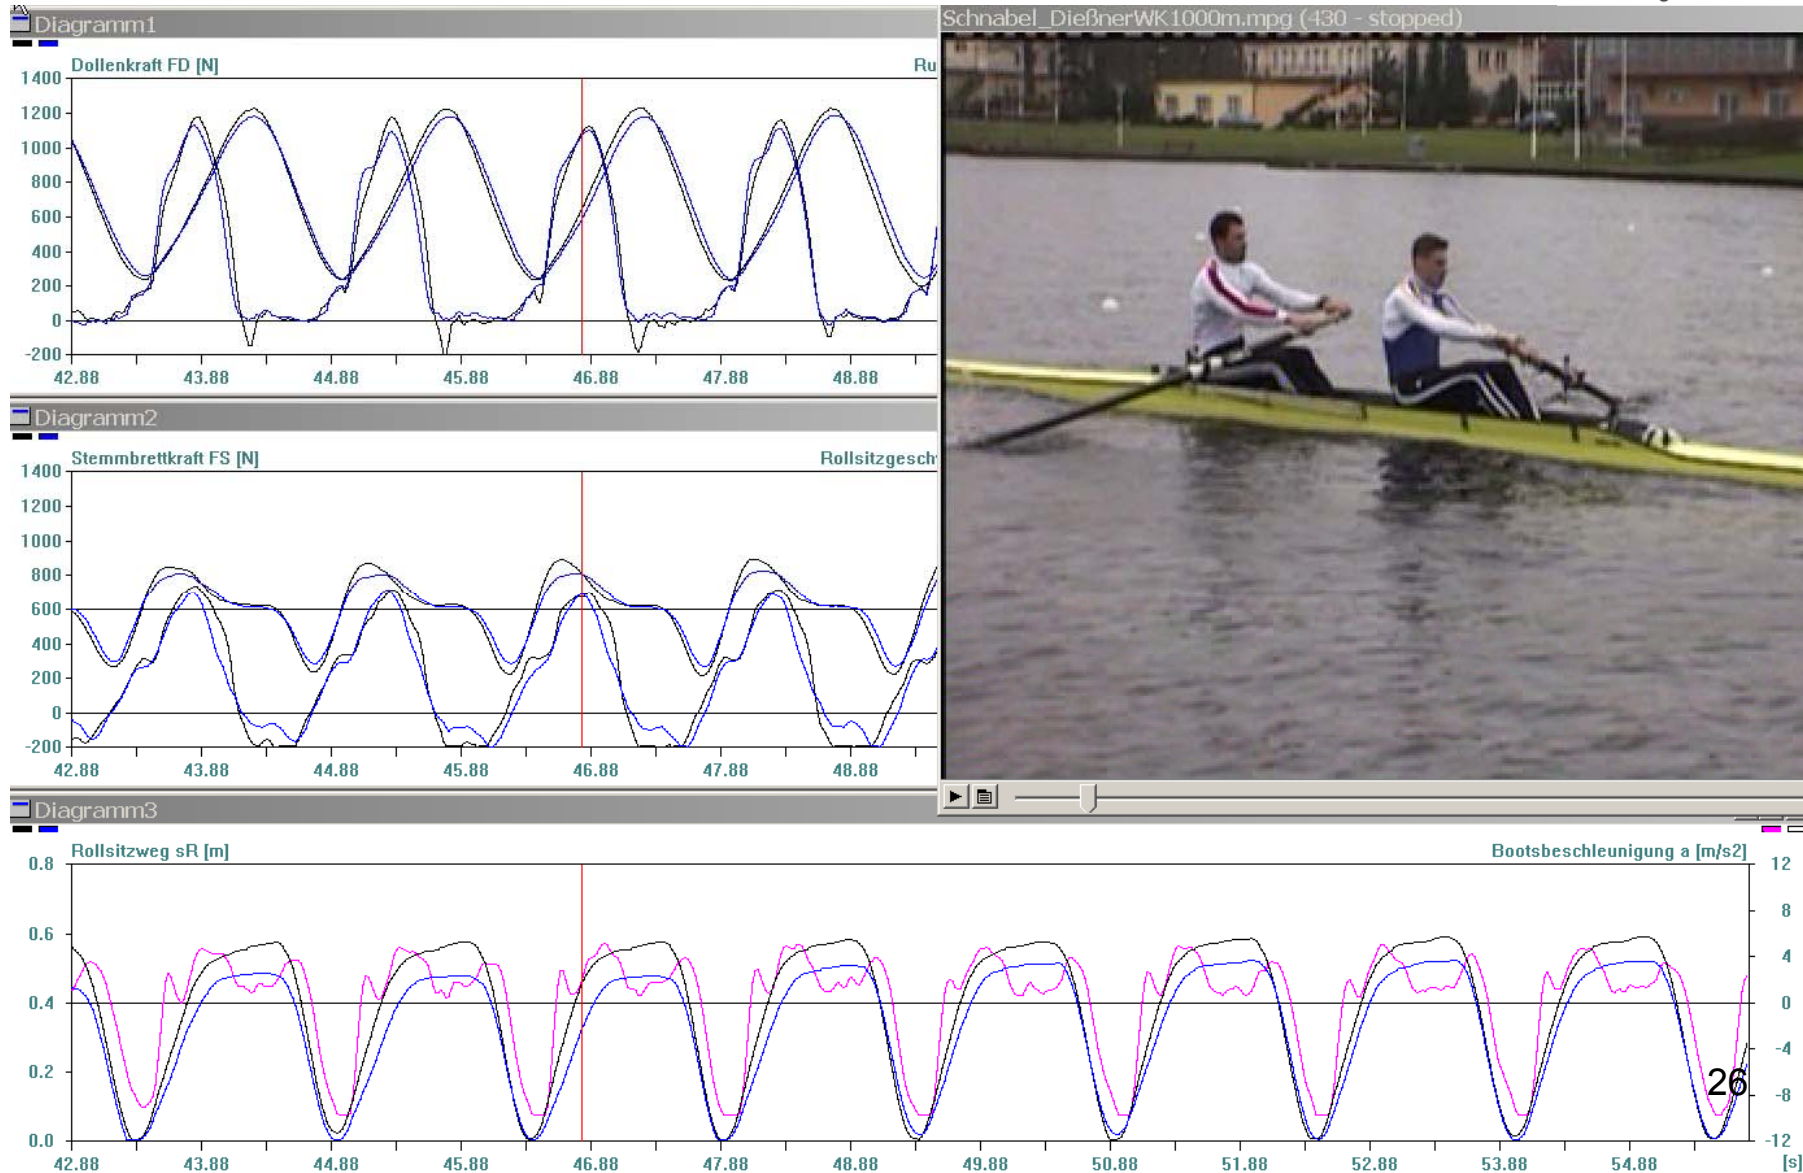 Diagramm1
Dollenkraft FD [N]
Ru
1400
1200
1000
800
600
400
200
0
-200
42.88 43.88 44.88 45.88 46.88 47.88 48.88
Diagramm2
Stemmbrettkraft FS [N]
Rollsitzgesch
1400
1200
1000
800
600
400
200
0
-200
42.88 43.88 44.88 45.88 46.88 47.88 48.88
Schnabel_DießnerWK1000m.mpg (430 - stopped)
Diagramm3
Rollsitzweg sR [m]
Bootsbeschleunigung a [m/s2]
0.8 12
8
0.6
4
0.4 0
-4
0.2
26
-8
0.0 -12
42.88 43.88 44.88 45.88 46.88 47.88 48.88 49.88 50.88 51.88 52.88 53.88 54.88 [s]